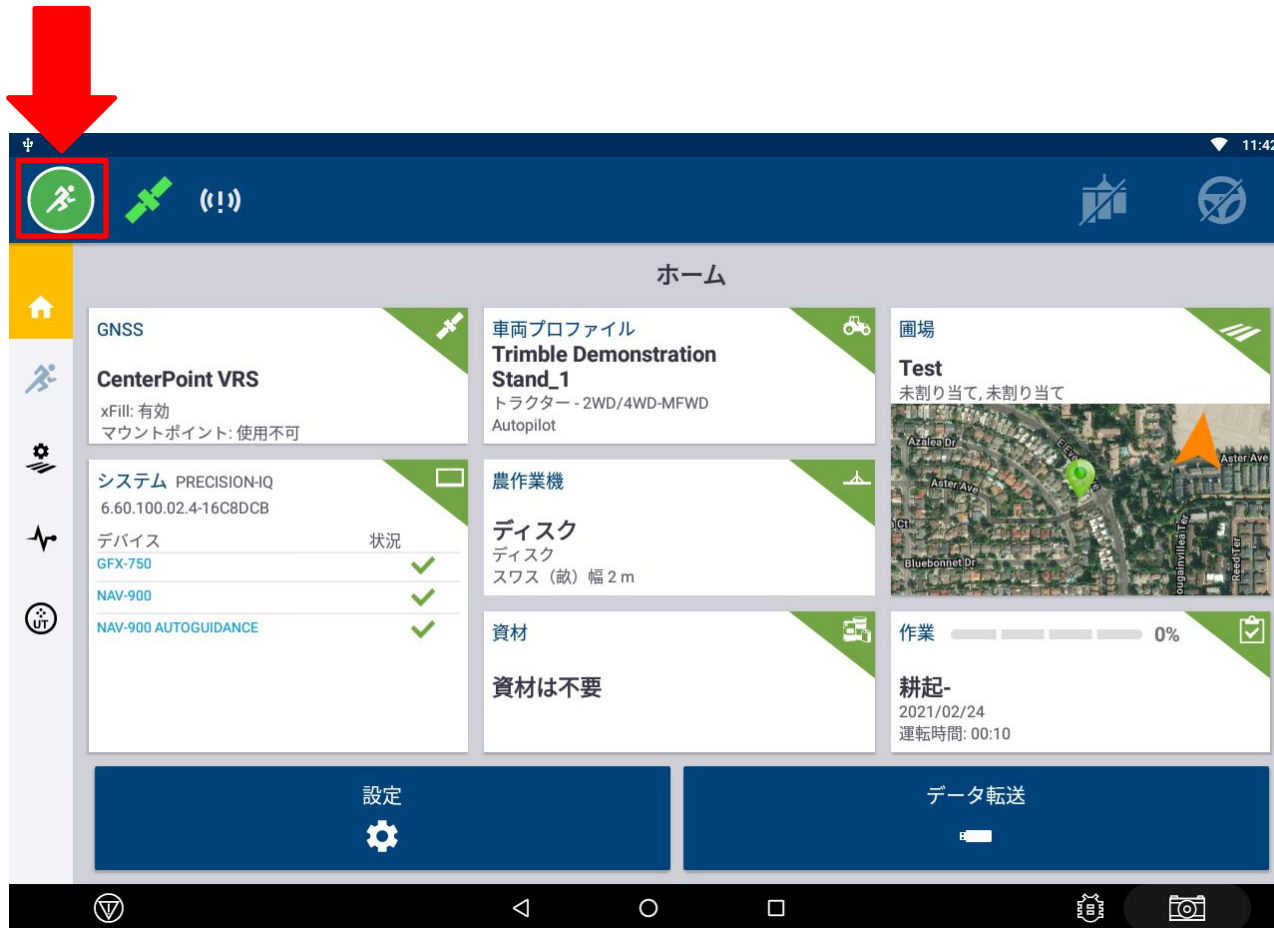 11:42
ホーム
GNSS
CenterPoint VRS
xFill: 有効
マウントポイント: 使用不可
システム PRECISION-IQ
6.60.100.02.4-16C8DCB
デバイス 状況
GFX-750
NAV-900
NAV-900 AUTOGUIDANCE
車両プロファイル
Trimble Demonstration
Stand_1
トラクター - 2WD/4WD-MFWD
Autopilot
農作業機
ディスク
ディスク
スワス（畝）幅 2 m
資材
資材は不要
圃場
Test
未割り当て, 未割り当て
Azalea Dr
Aster Ave
Aster Ave
Bluebonnet Dr
Reed Ter
作業 0%
耕起-
2021/02/24
運転時間: 00:10
設定
データ転送
UT